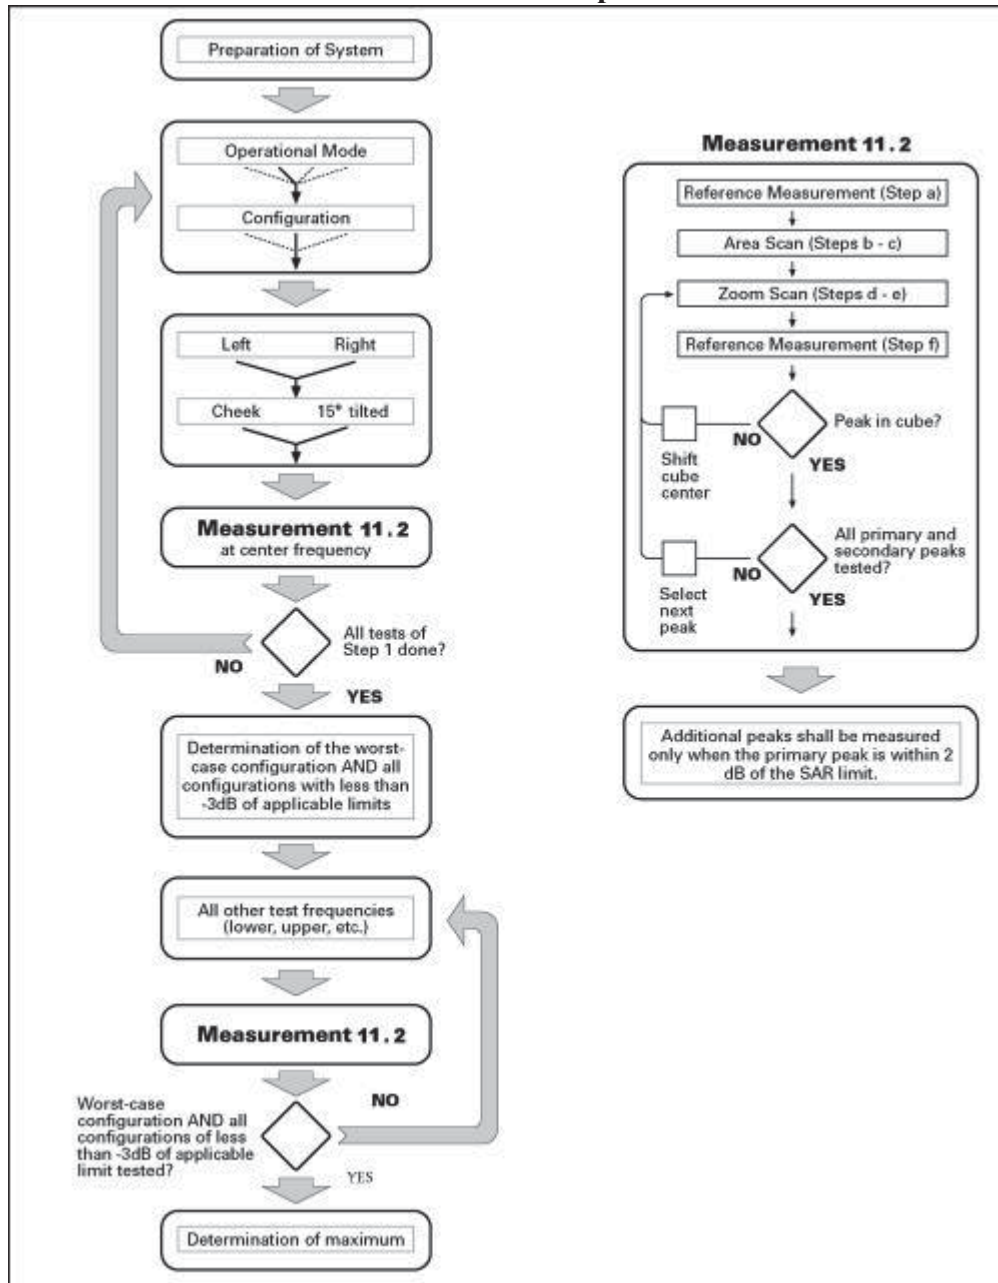 Preparation of System
Operational Mode
Configuration
Left Right
Cheek 15° tilted
Measurement 11.2
at center frequency
All tests of
Step 1 done?
NO
YES
Determination of the worst-
case configuration AND all
configurations with less than
-3dB of applicable limits
All other test frequencies
(lower, upper, etc.)
Measurement 11.2
NO
Worst-case
configuration AND all
configurations of less
than -3dB of applicable
limit tested?
YES
Determination of maximum
Measurement 11.2
Reference Measurement (Step a)
Area Scan (Steps b - c)
Zoom Scan (Steps d - e)
Reference Measurement (Step f)
Peak in cube?
NO
YES
Shift
cube
center
All primary and
secondary peaks
tested?
NO
YES
Select
next
peak
Additional peaks shall be measured
only when the primary peak is within 2
dB of the SAR limit.